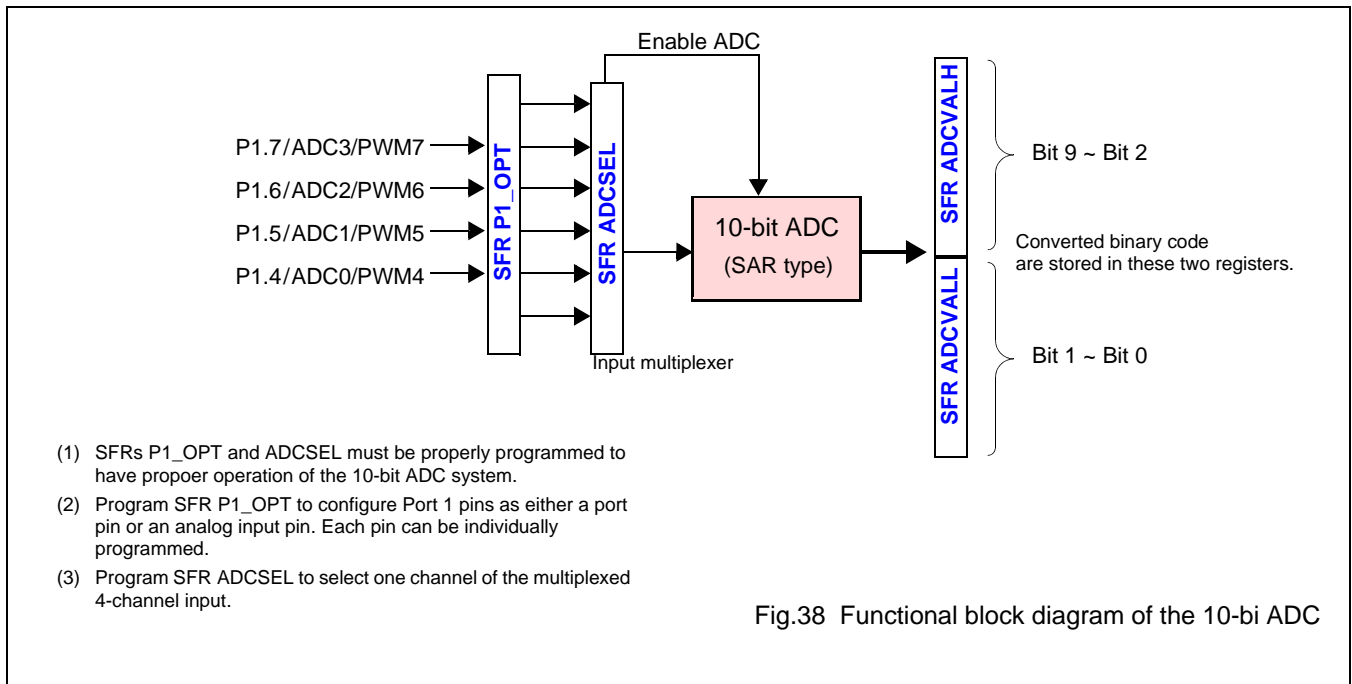 Enable ADC
P1.7/ADC3/PWM7
P1.6/ADC2/PWM6
P1.5/ADC1/PWM5
P1.4/ADC0/PWM4
SFR P1_OPT
SFR ADCSEL
Input multiplexer
10-bit ADC
(SAR type)
SFR ADCVALH
SFR ADCVALL
Bit 9 ~ Bit 2
Converted binary code
are stored in these two registers.
Bit 1 ~ Bit 0
(1) SFRs P1_OPT and ADCSEL must be properly programmed to
have propoer operation of the 10-bit ADC system.
(2) Program SFR P1_OPT to configure Port 1 pins as either a port
pin or an analog input pin. Each pin can be individually
programmed.
(3) Program SFR ADCSEL to select one channel of the multiplexed
4-channel input.
Fig.38 Functional block diagram of the 10-bi ADC